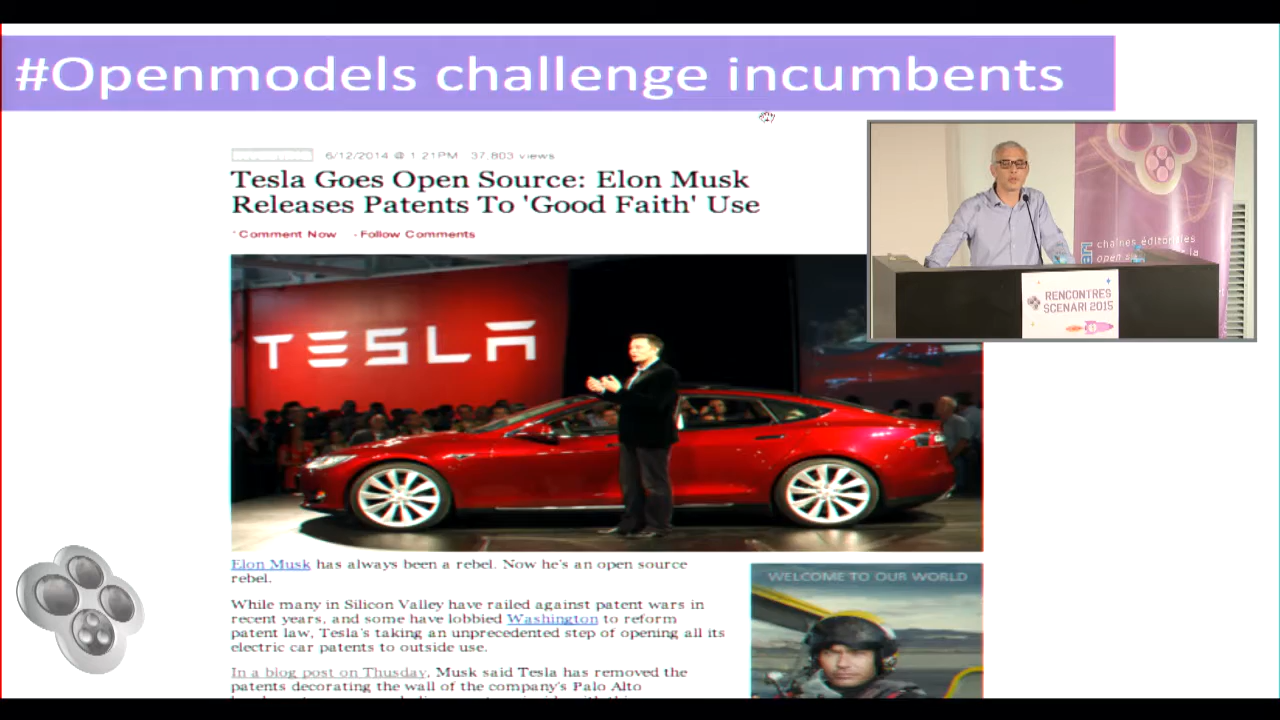 #Openmodels challenge incumbents
6/12/2014 @ 1:21PM 37,803 views
Tesla Goes Open Source: Elon Musk
Releases Patents To 'Good Faith' Use
Comment Now - Follow Comments
TESLA
Elon Musk has always been a rebel. Now he's an open source
rebel.
While many in Silicon Valley have railed against patent wars in
recent years, and some have lobbied Washington to reform
patent law, Tesla's taking an unprecedented step of opening all its
electric car patents to outside use.
In a blog post on Thusday, Musk said Tesla has removed the
patents decorating the wall of the company's Palo Alto
WELCOME TO OUR WORLD
chaînes éditoriales
open
la
RENCONTRES
SCENARI 2015